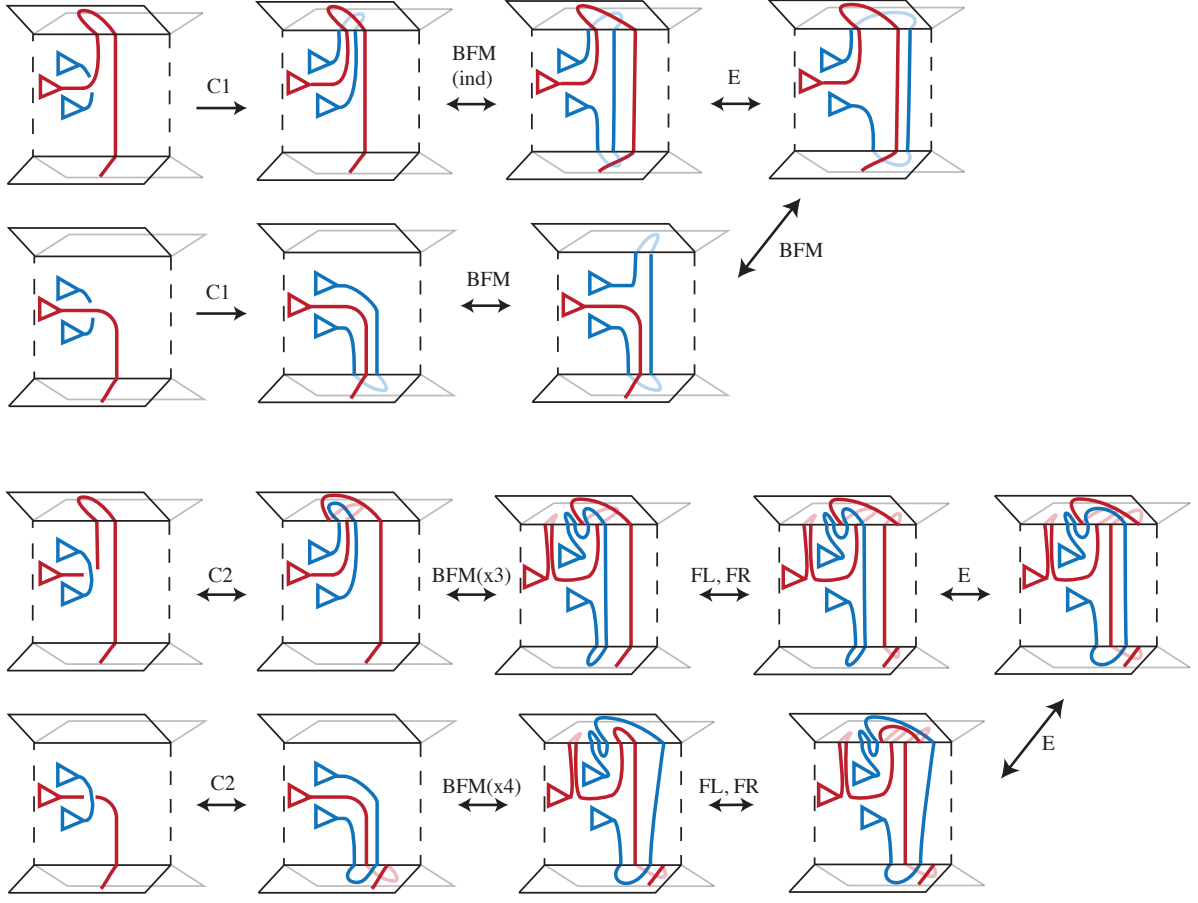 C1
BFM
(ind)
E
C1
BFM
BFM
C2
BFM(x3)
FL, FR
E
C2
BFM(x4)
FL, FR
E